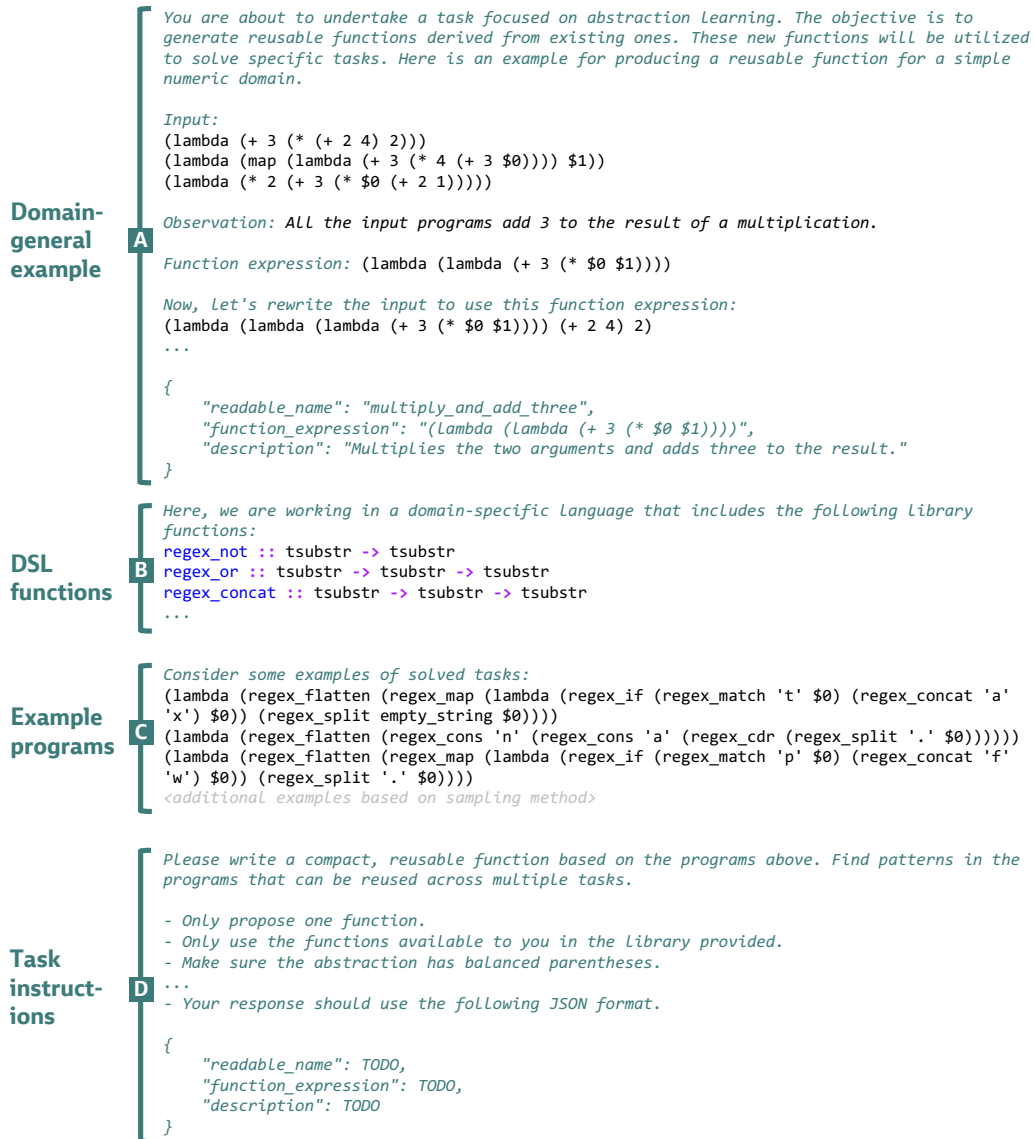 You are about to undertake a task focused on abstraction learning. The objective is to
generate reusable functions derived from existing ones. These new functions will be utilized
to solve specific tasks. Here is an example for producing a reusable function for a simple
numeric domain.
Input:
(lambda (+ 3 (* (+ 2 4) 2)))
(lambda (map (lambda (+ 3 (* 4 (+ 3 $0)))) $1))
(lambda (* 2 (+ 3 (* $0 (+ 2 1)))))
Domain-
general
example
A
Observation: All the input programs add 3 to the result of a multiplication.
Function expression: (lambda (lambda (+ 3 (* $0 $1))))
Now, let's rewrite the input to use this function expression:
(lambda (lambda (lambda (+ 3 (* $0 $1)))) (+ 2 4) 2)
...
{
"readable_name": "multiply_and_add_three",
"function_expression": "(lambda (lambda (+ 3 (* $0 $1))))",
"description": "Multiplies the two arguments and adds three to the result."
}
DSL
functions
B
Here, we are working in a domain-specific language that includes the following library
functions:
regex_not :: tsubstr -> tsubstr
regex_or :: tsubstr -> tsubstr -> tsubstr
regex_concat :: tsubstr -> tsubstr -> tsubstr
...
Example
programs
C
Consider some examples of solved tasks:
(lambda (regex_flatten (regex_map (lambda (regex_if (regex_match 't' $0) (regex_concat 'a'
'x') $0)) (regex_split empty_string $0))))
(lambda (regex_flatten (regex_cons 'n' (regex_cons 'a' (regex_cdr (regex_split '.' $0))))))
(lambda (regex_flatten (regex_map (lambda (regex_if (regex_match 'p' $0) (regex_concat 'f'
'w') $0)) (regex_split '.' $0))))
<additional examples based on sampling method>
Task
instruct-
ions
D
Please write a compact, reusable function based on the programs above. Find patterns in the
programs that can be reused across multiple tasks.
- Only propose one function.
- Only use the functions available to you in the library provided.
- Make sure the abstraction has balanced parentheses.
...
- Your response should use the following JSON format.
{
"readable_name": TODO,
"function_expression": TODO,
"description": TODO
}